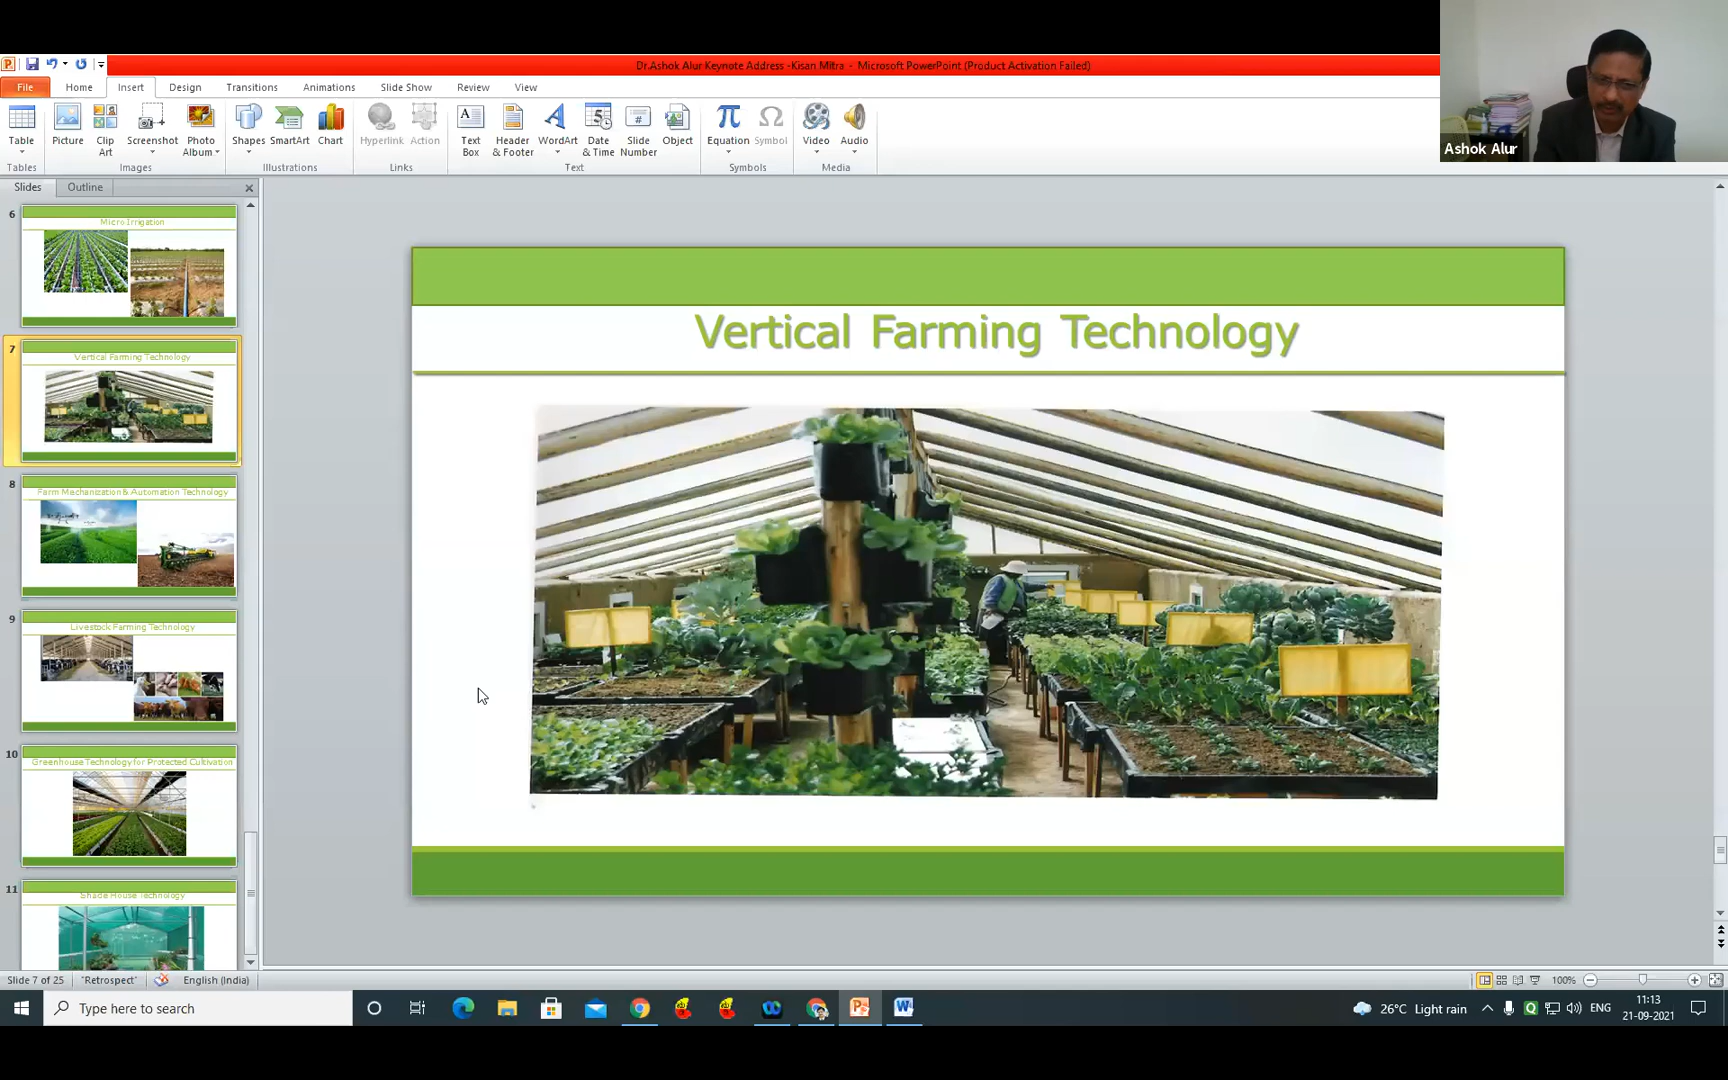 Dr.Ashok Alur Keynote Address -Kisan Mitra - Microsoft PowerPoint (Product Activation Failed)
File Home Insert Design Transitions Animations Slide Show Review View
Table
Picture
Clip Art
Screenshot
Photo Album
Shapes
SmartArt
Chart
Hyperlink
Action
Text Box
Header & Footer
WordArt
Date & Time
Slide Number
Object
Equation
Symbol
Video
Audio
Tables Images Illustrations Links Text Symbols Media
Ashok Alur
Slides Outline
6
Micro Irrigation
7
Vertical Farming Technology
8
Farm Mechanization & Automation Technology
9
Livestock Farming Technology
10
Greenhouse Technology for Protected Cultivation
11
Shade House Technology
Vertical Farming Technology
Slide 7 of 25 "Retrospect" English (India) 100%
Type here to search
26°C Light rain ENG
11:13
21-09-2021